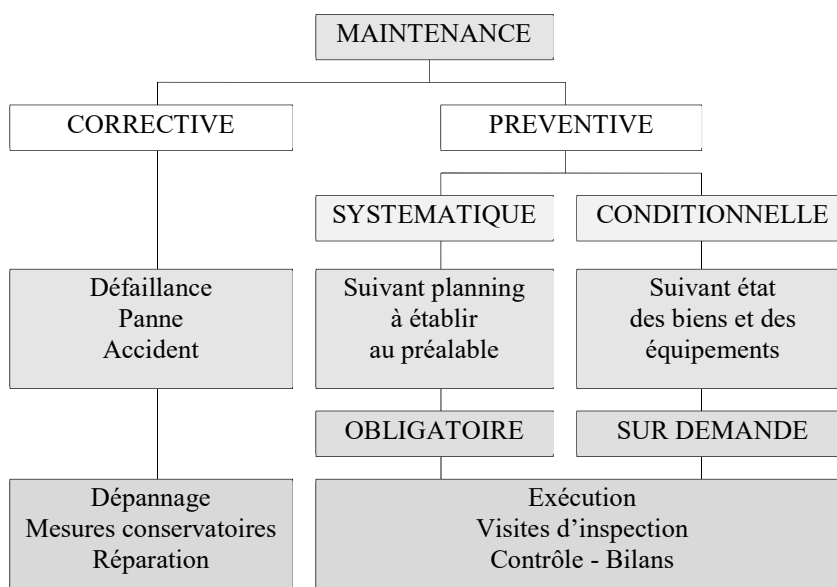 MAINTENANCE
CORRECTIVE
PREVENTIVE
SYSTEMATIQUE
CONDITIONNELLE
Défaillance
Panne
Accident
Suivant planning
à établir
au préalable
Suivant état
des biens et des
équipements
OBLIGATOIRE
SUR DEMANDE
Dépannage
Mesures conservatoires
Réparation
Exécution
Visites d’inspection
Contrôle - Bilans